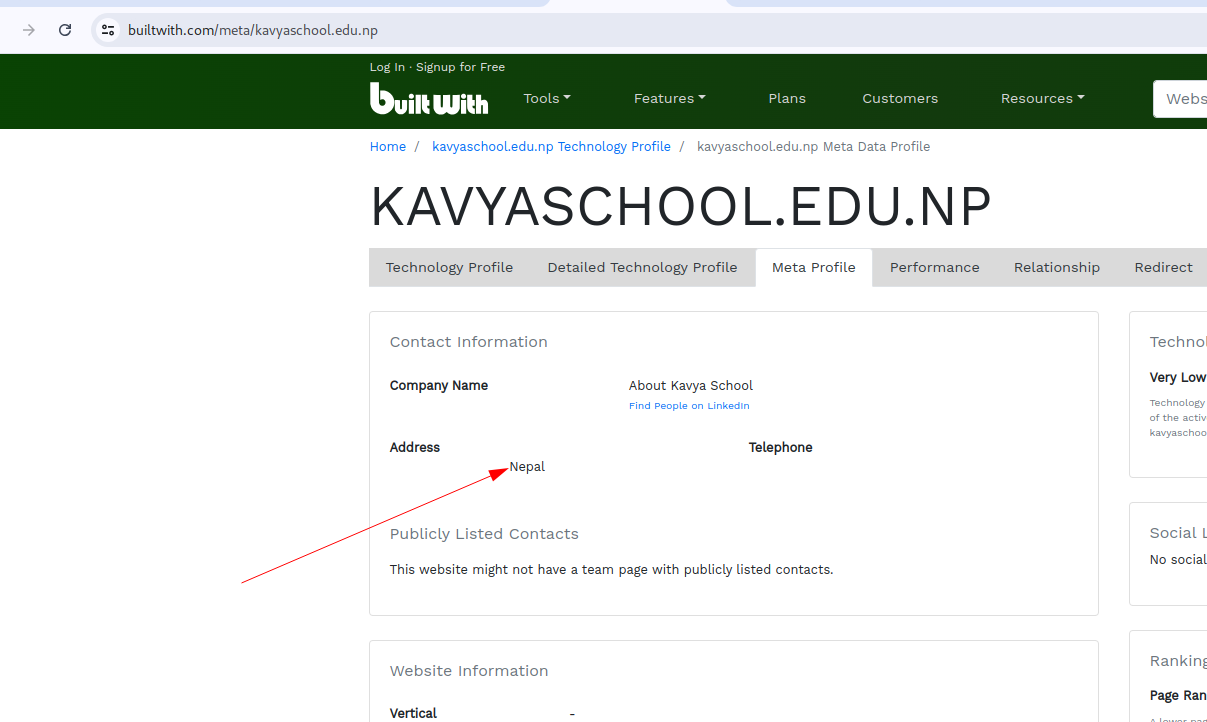 builtwith.com/meta/kavyaschool.edu.np
Log In · Signup for Free
built with
Tools
Features
Plans
Customers
Resources
Webs
Home / kavyaschool.edu.np Technology Profile / kavyaschool.edu.np Meta Data Profile
KAVYASCHOOL.EDU.NP
Technology Profile
Detailed Technology Profile
Meta Profile
Performance
Relationship
Redirect
Contact Information
Company Name
About Kavya School
Find People on LinkedIn
Address
Telephone
Nepal
Publicly Listed Contacts
This website might not have a team page with publicly listed contacts.
Website Information
Vertical
-
Technol
Very Low
Technology
of the activ
kavyaschoo
Social L
No social
Ranking
Page Ran